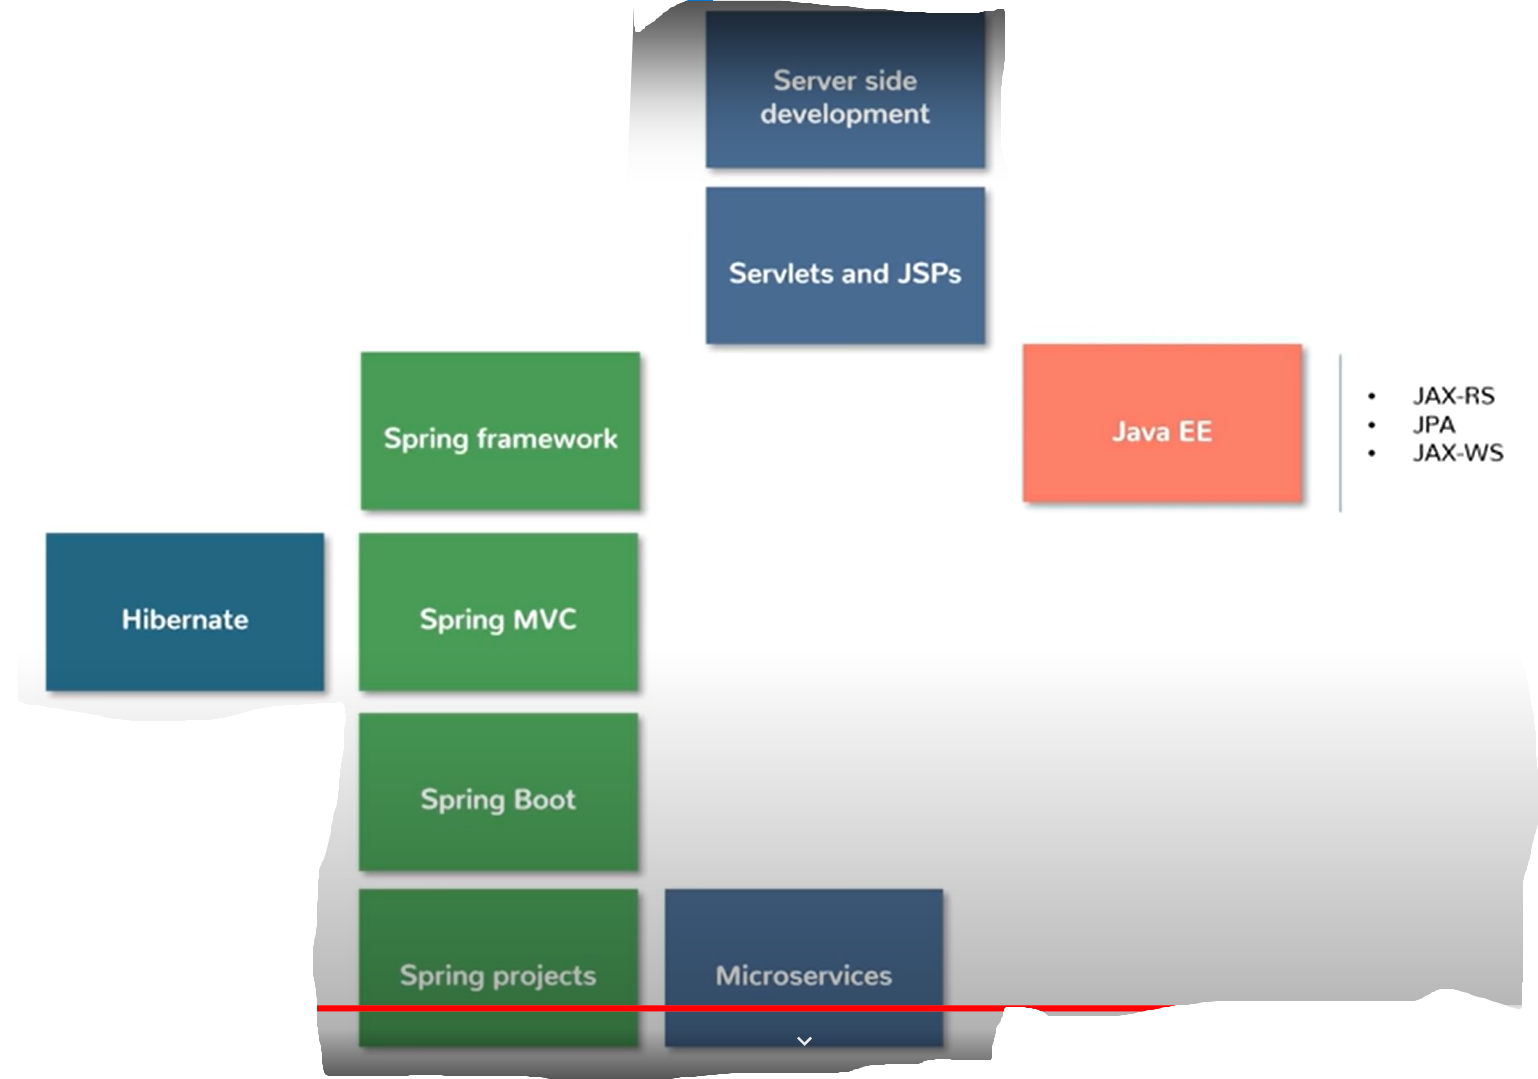 Server side
development
Servlets and JSPs
Spring framework
Java EE
• JAX-RS
• JPA
• JAX-WS
Hibernate
Spring MVC
Spring Boot
Spring projects
Microservices